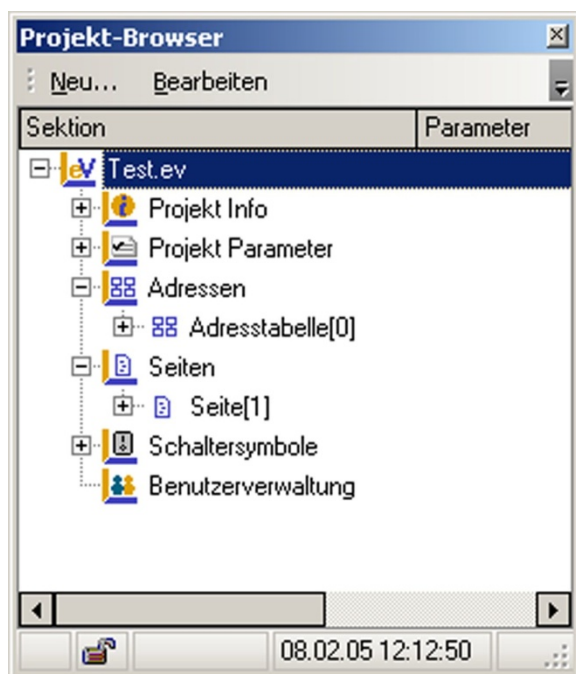 Projekt-Browser
Neu... Bearbeiten
Sektion Parameter
eV Test.ev
Projekt Info
Projekt Parameter
Adressen
Adresstabelle[0]
Seiten
Seite[1]
Schaltersymbole
Benutzerverwaltung
08.02.05 12:12:50